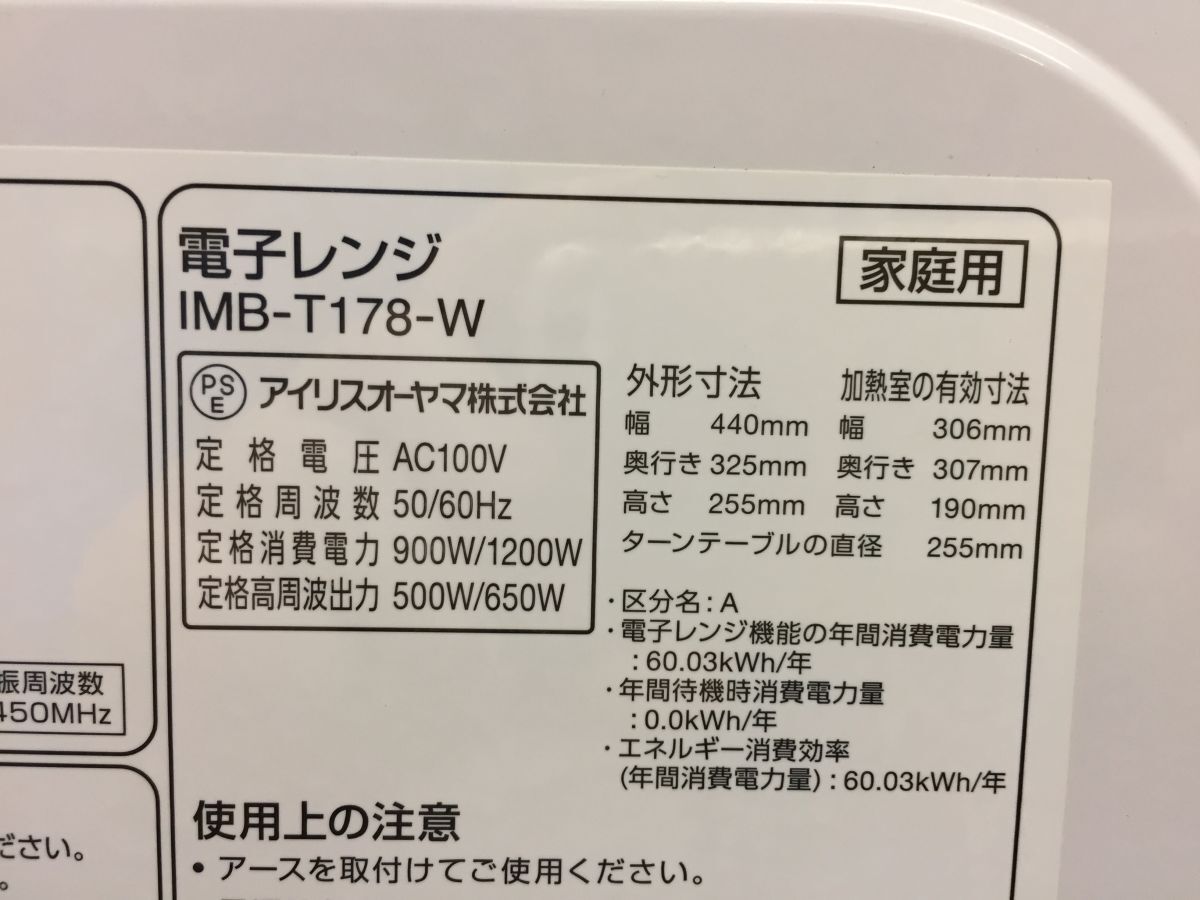 電子レンジ
IMB-T178-W
家庭用
PSE アイリスオーヤマ株式会社
定格電圧 AC100V
定格周波数 50/60Hz
定格消費電力 900W/1200W
定格高周波出力 500W/650W
外形寸法
幅 440mm
奥行き 325mm
高さ 255mm
加熱室の有効寸法
幅 306mm
奥行き 307mm
高さ 190mm
ターンテーブルの直径 255mm
・区分名:A
・電子レンジ機能の年間消費電力量
:60.03kWh/年
・年間待機時消費電力量
:0.0kWh/年
・エネルギー消費効率
(年間消費電力量):60.03kWh/年
振周波数
450MHz
使用上の注意
• アースを取付けてご使用ください。
ださい。
。